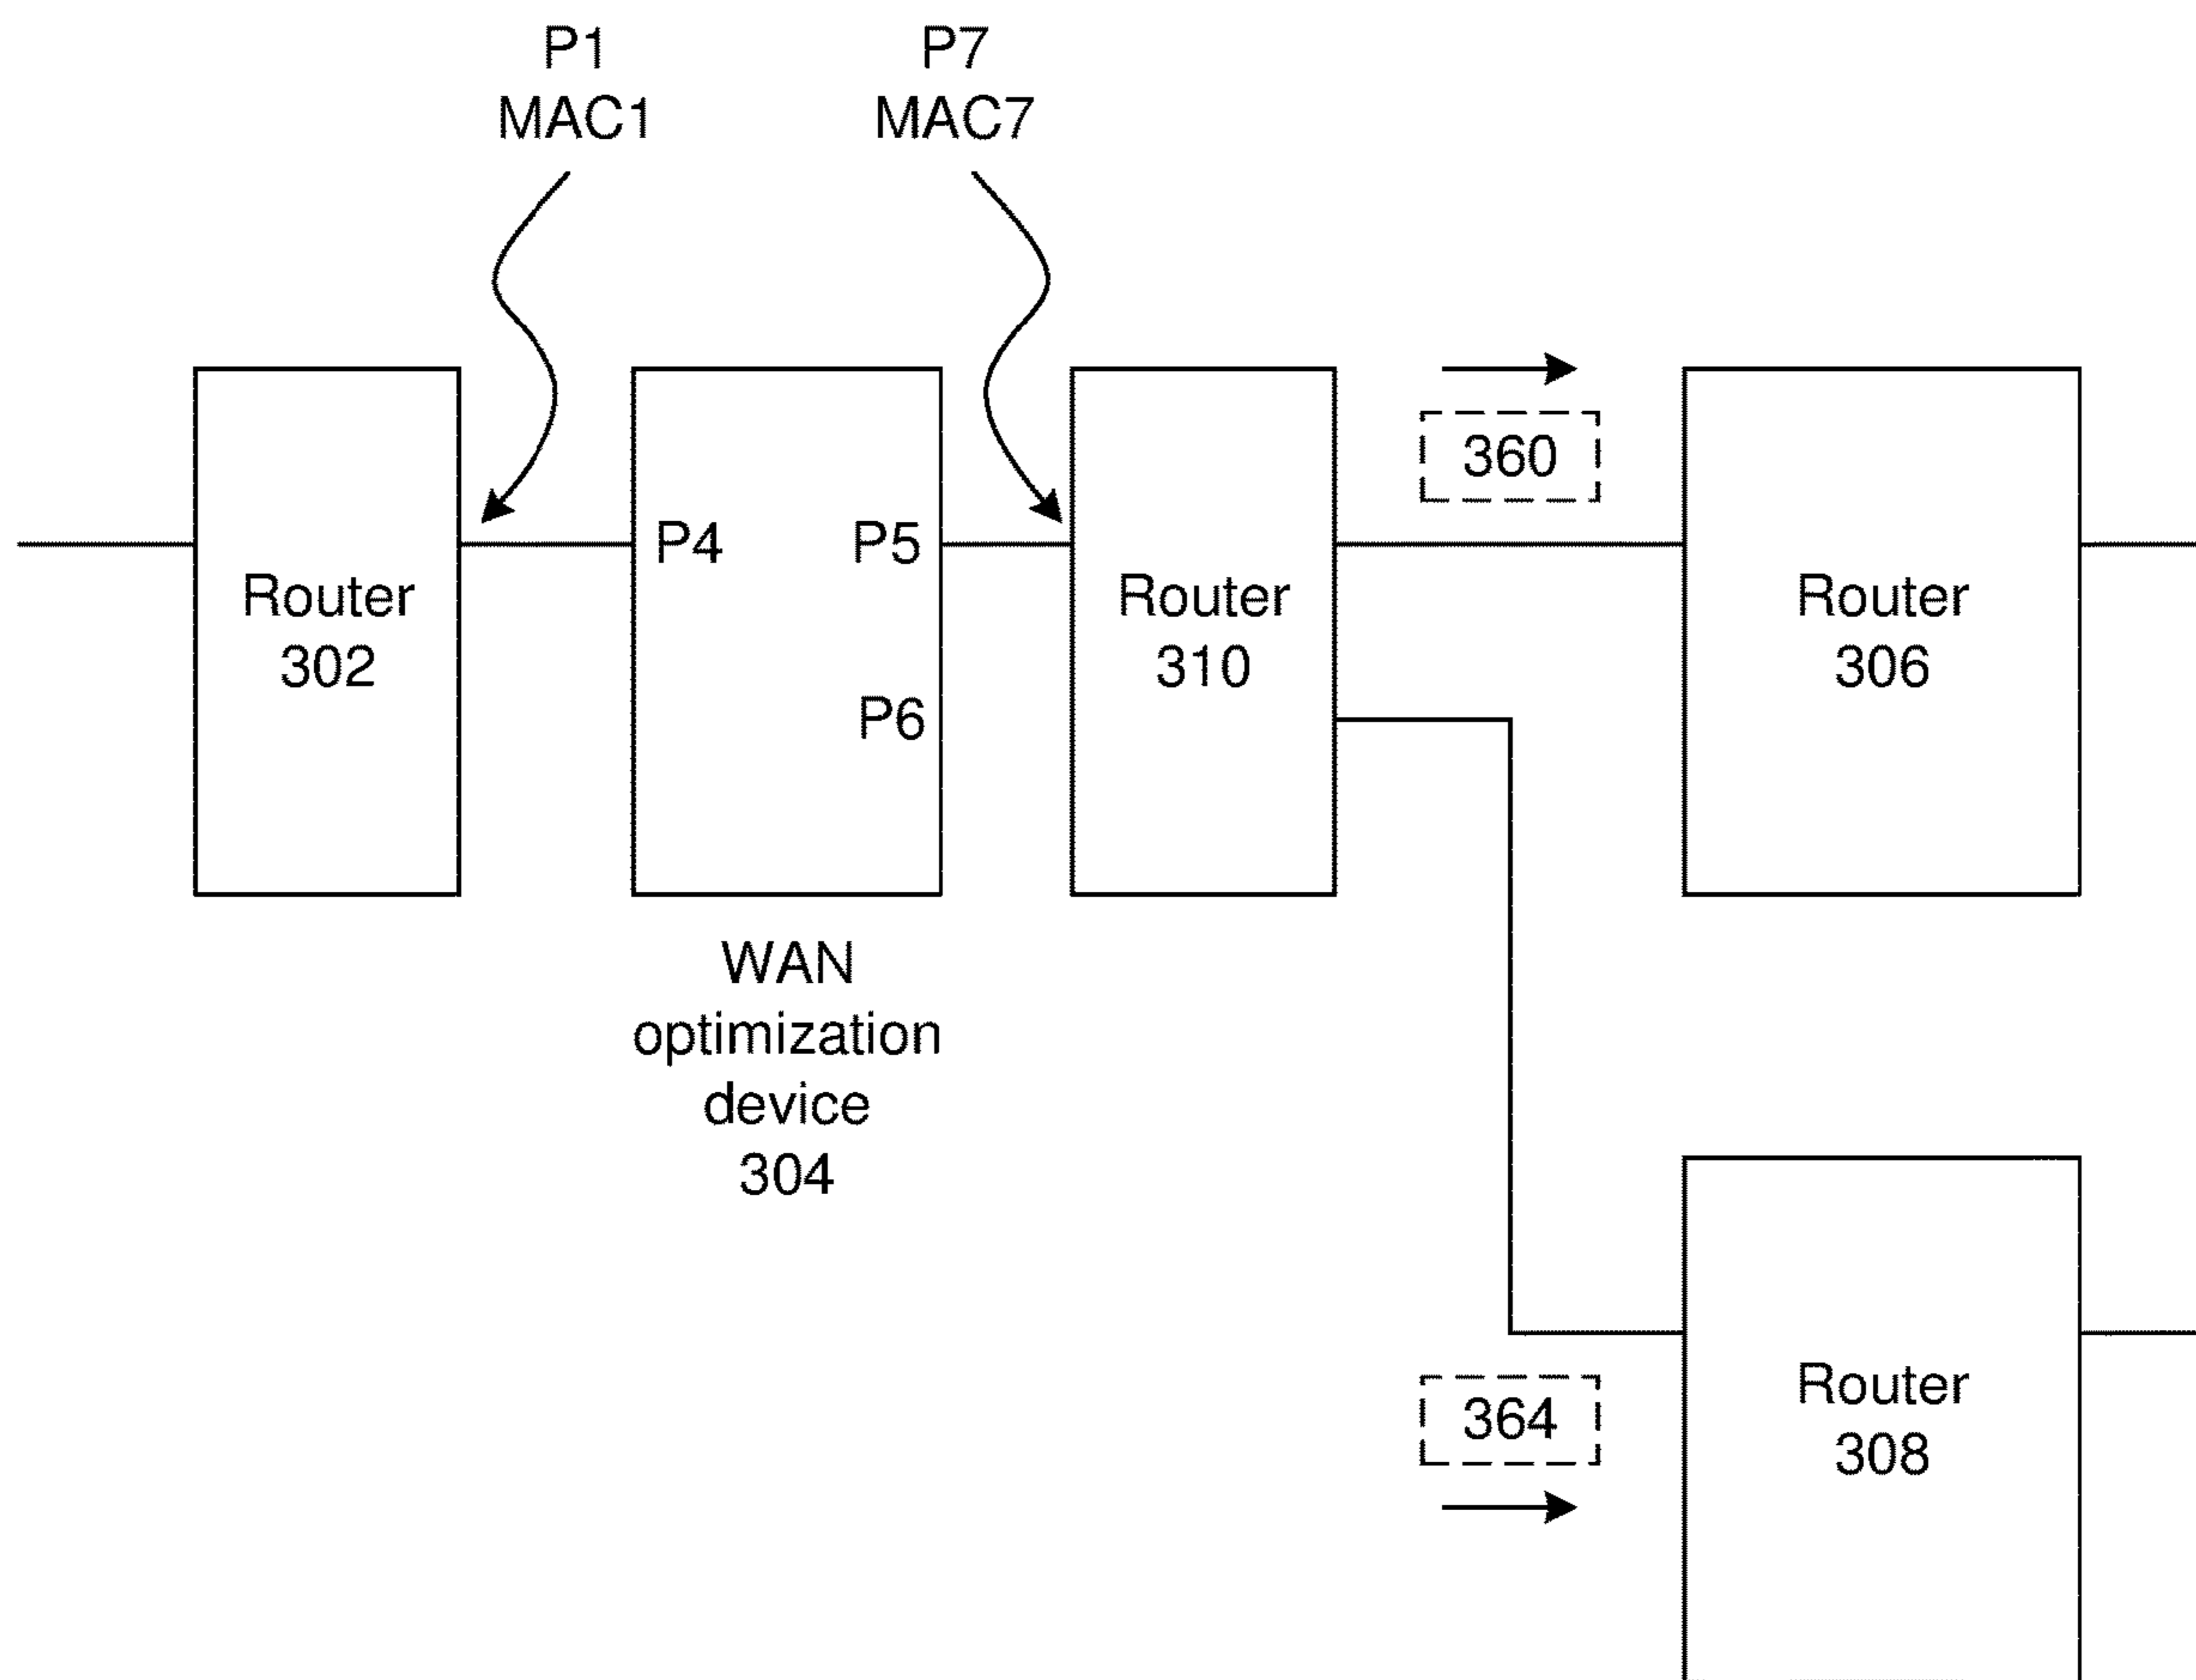 P1
MAC1
P7
MAC7
360
P4
P5
Router
302
Router
310
Router
306
P6
WAN
optimization
device
304
364
Router
308